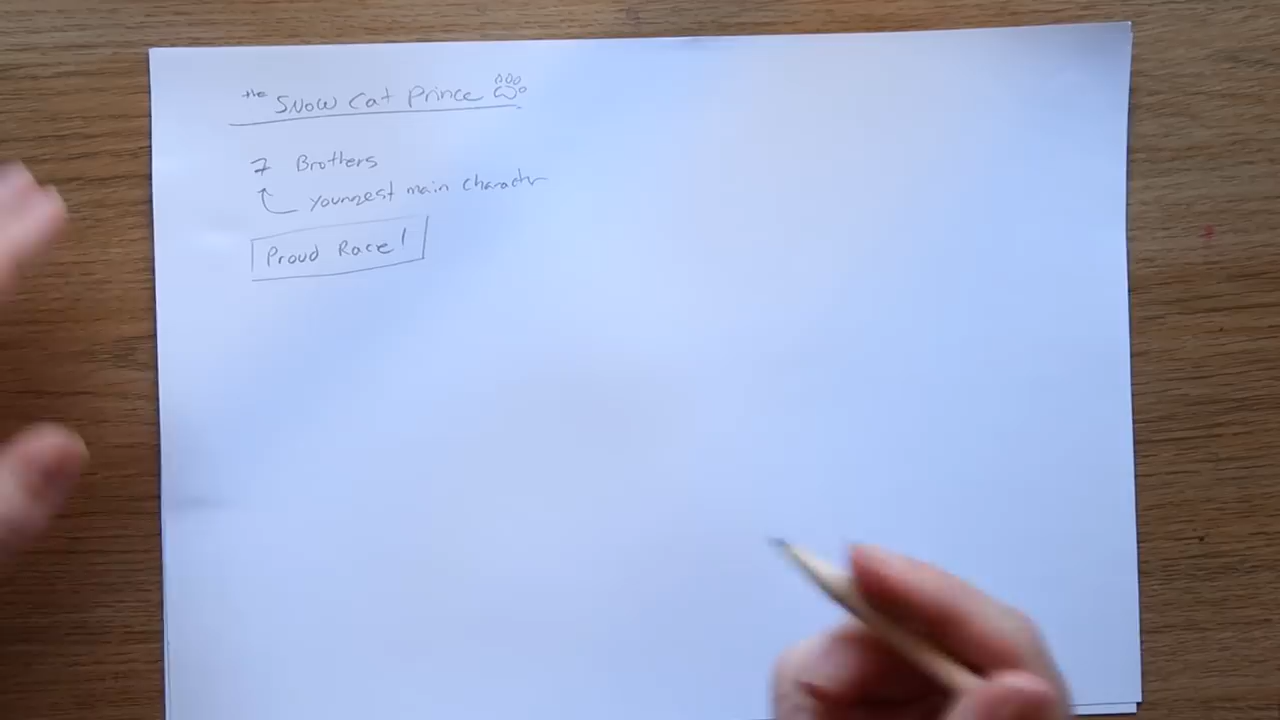 the Snow Cat Prince
7 Brothers
youngest main character
Proud Race!